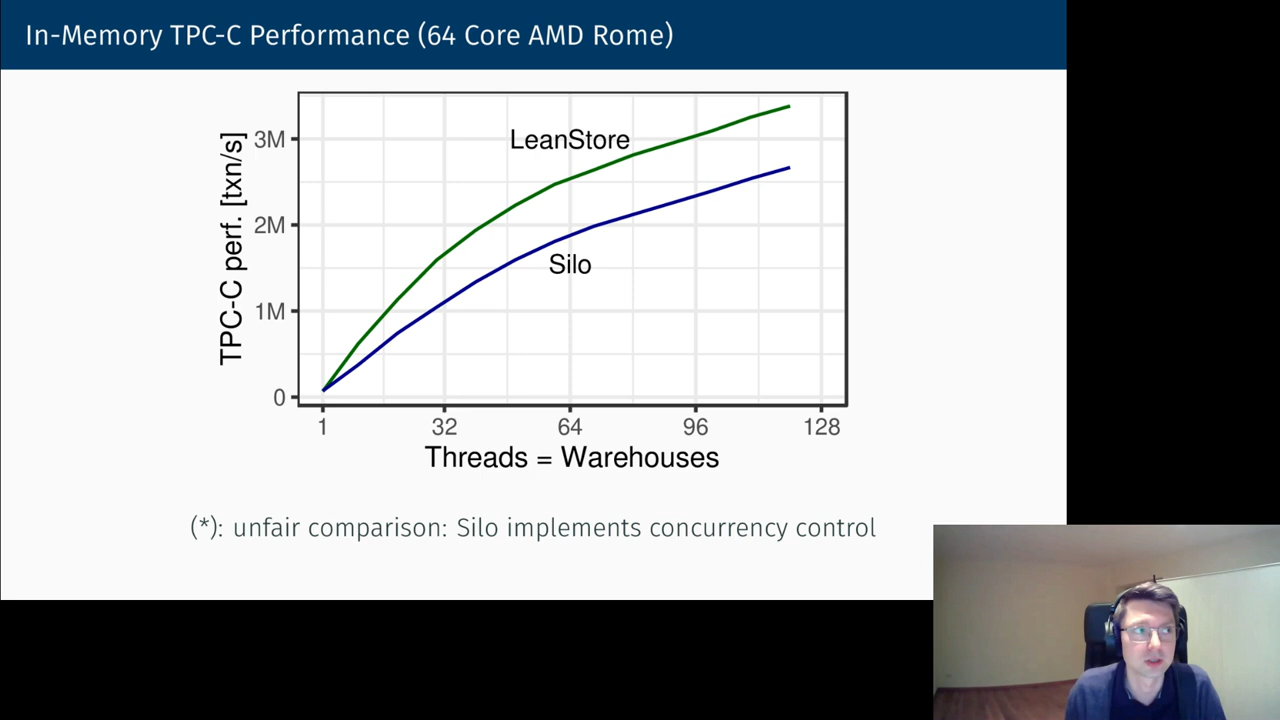 In-Memory TPC-C Performance (64 Core AMD Rome)
TPC-C perf. [txn/s]
3M
2M
1M
0
LeanStore
Silo
1 32 64 96 128
Threads = Warehouses
(*): unfair comparison: Silo implements concurrency control